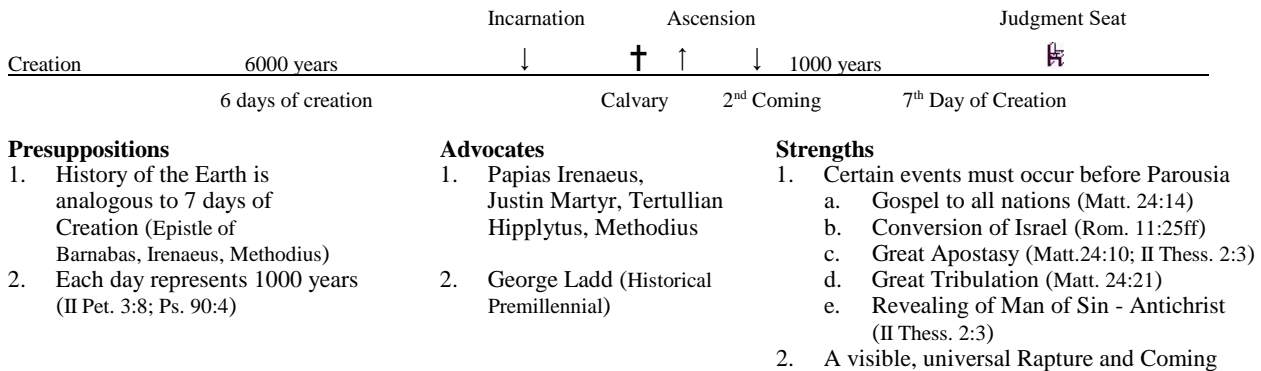 Incarnation Ascension Judgment Seat
Creation 6000 years ↓ ✝ ↑ ↓ 1000 years
6 days of creation Calvary 2nd Coming 7th Day of Creation
Presuppositions
1. History of the Earth is
analogous to 7 days of
Creation (Epistle of
Barnabas, Irenaeus, Methodius)
2. Each day represents 1000 years
(II Pet. 3:8; Ps. 90:4)
Advocates
1. Papias Irenaeus,
Justin Martyr, Tertullian
Hipplytus, Methodius
2. George Ladd (Historical
Premillennial)
Strengths
1. Certain events must occur before Parousia
a. Gospel to all nations (Matt. 24:14)
b. Conversion of Israel (Rom. 11:25ff)
c. Great Apostasy (Matt.24:10; II Thess. 2:3)
d. Great Tribulation (Matt. 24:21)
e. Revealing of Man of Sin - Antichrist
(II Thess. 2:3)
2. A visible, universal Rapture and Coming